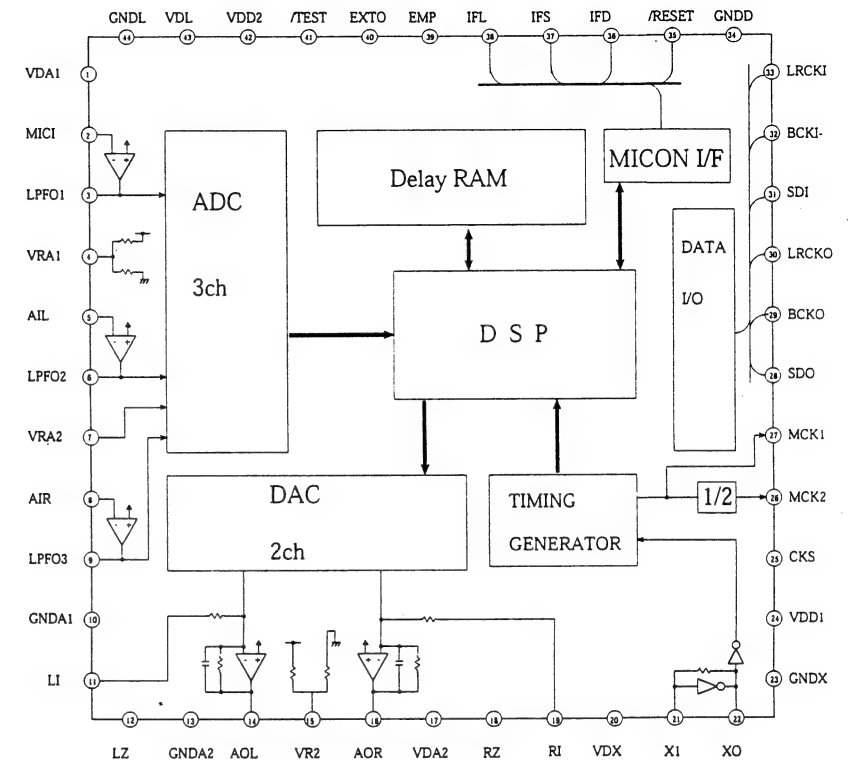 GNDL VDL VDD2 /TEST EXTO EMP IFL IFS IFD /RESET GNDD
44 43 42 41 40 39 38 37 36 35 34
VDA1 1
33 LRCKI
MICI 2
32 BCKI-
- +
MICON I/F
Delay RAM
ADC
LPFO1 3
31 SDI
DATA
VRA1 4
30 LRCKO
3ch
I/O
AIL 5
29 BCKO
D S P
- +
LPFO2 6
28 SDO
VRA2 7
27 MCK1
DAC
AIR 8
TIMING
1/2
26 MCK2
- +
2ch
GENERATOR
LPFO3 9
25 CKS
GNDA1 10
24 VDD1
- +
- +
LI 11
23 GNDX
12 13 14 15 16 17 18 19 20 21 22
LZ GNDA2 AOL VR2 AOR VDA2 RZ RI VDX X1 XO